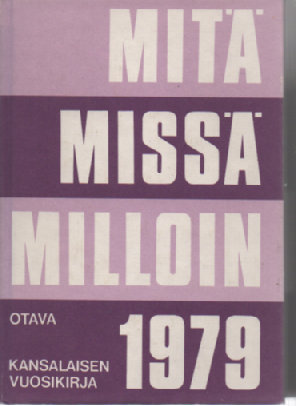 MITÄ
MISSÄ
MILLOIN
OTAVA
1979
KANSALAISEN
VUOSIKIRJA